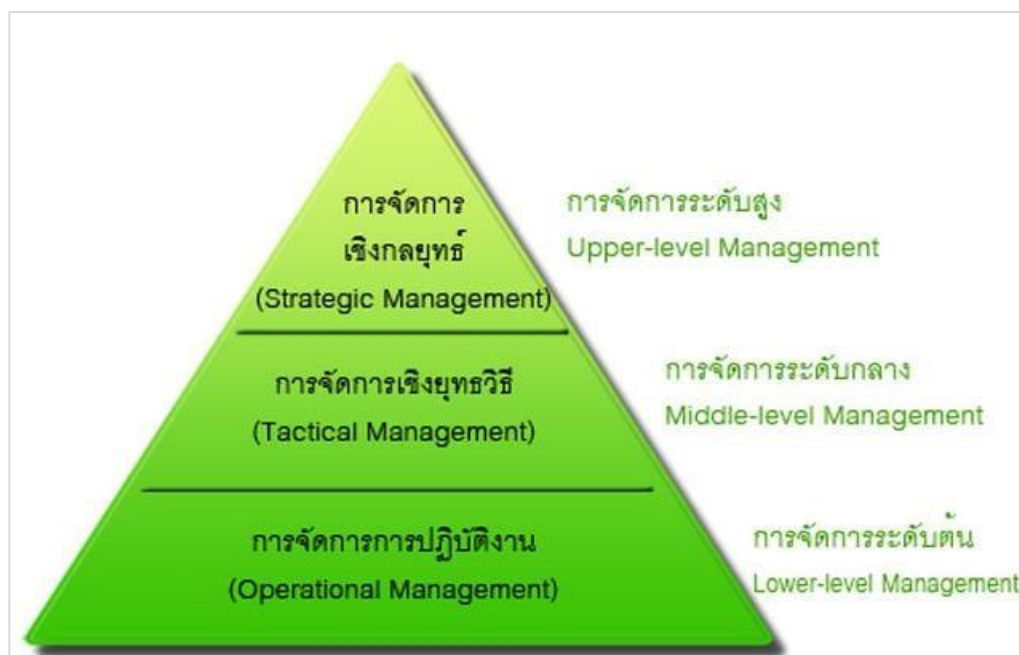 การจัดการ
เชิงกลยุทธ์
(Strategic Management)
การจัดการระดับสูง
Upper-level Management
การจัดการเชิงยุทธวิธี
(Tactical Management)
การจัดการระดับกลาง
Middle-level Management
การจัดการการปฏิบัติงาน
(Operational Management)
การจัดการระดับต้น
Lower-level Management